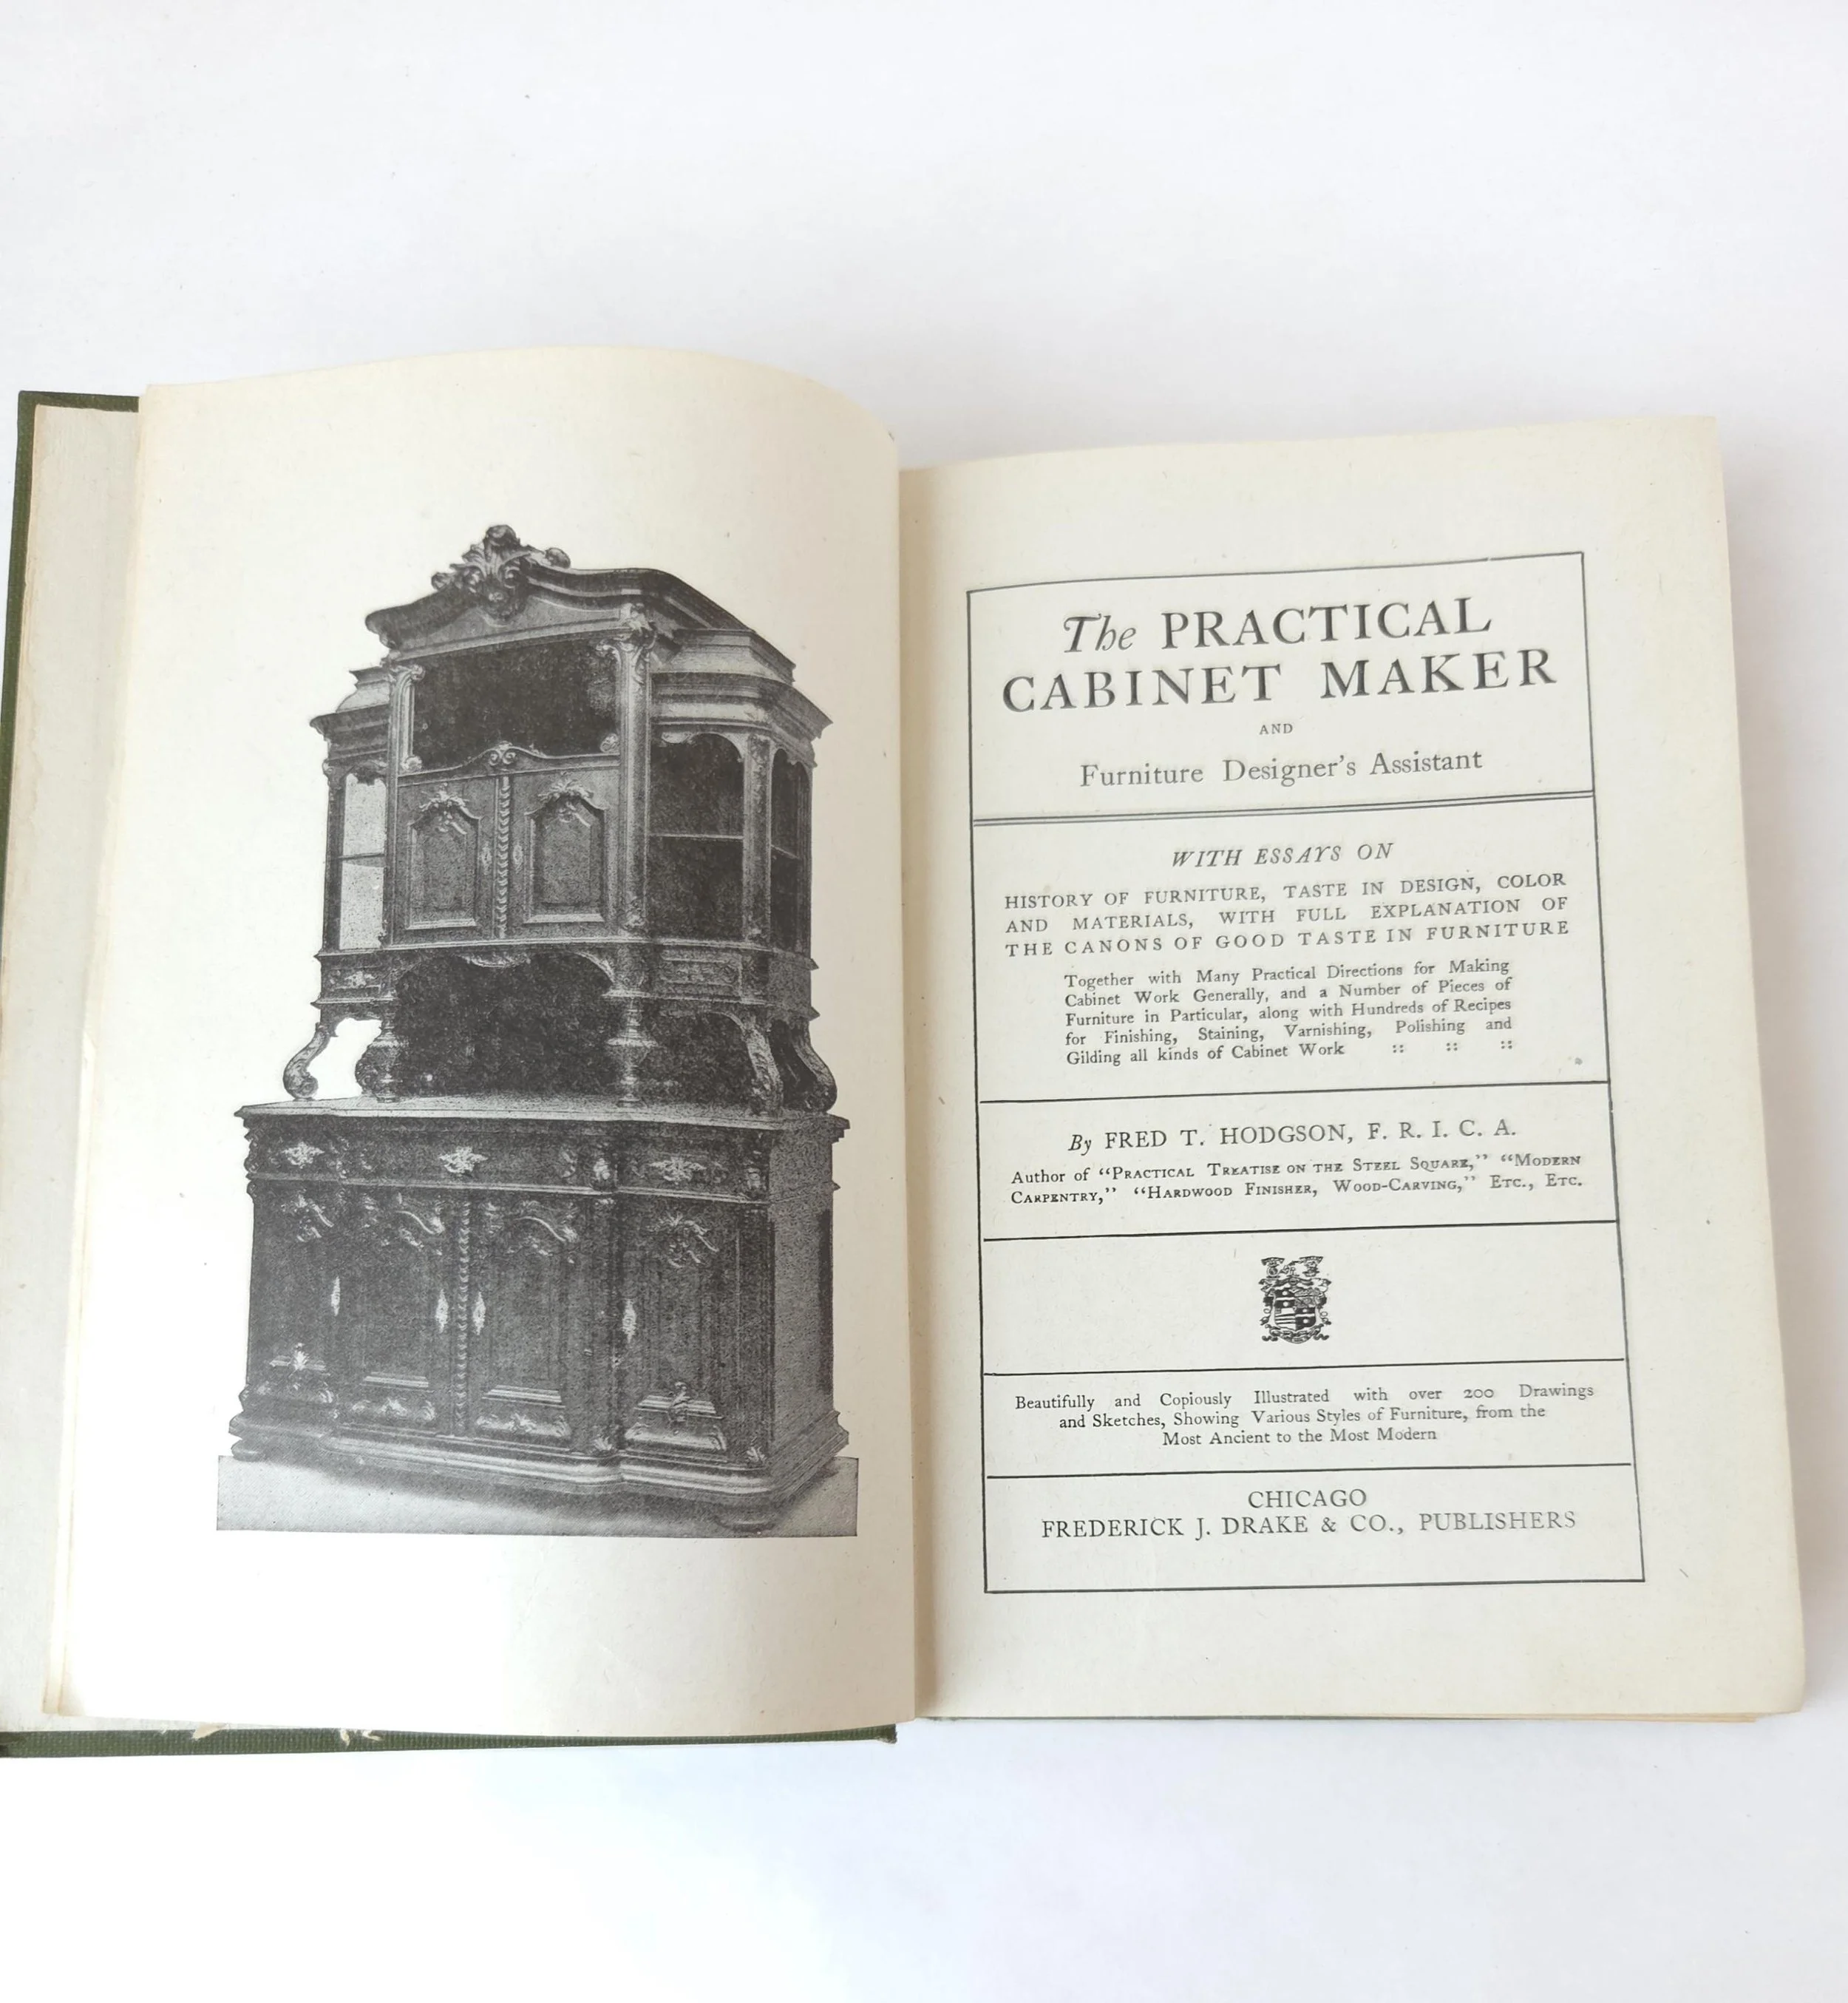 The PRACTICAL
CABINET MAKER
AND
Furniture Designer's Assistant
WITH ESSAYS ON
HISTORY OF FURNITURE, TASTE IN DESIGN, COLOR
AND MATERIALS, WITH FULL EXPLANATION OF
THE CANONS OF GOOD TASTE IN FURNITURE
Together with Many Practical Directions for Making
Cabinet Work Generally, and a Number of Pieces of
Furniture in Particular, along with Hundreds of Recipes
for Finishing, Staining, Varnishing, Polishing and
Gilding all kinds of Cabinet Work :: :: ::
By FRED T. HODGSON, F. R. I. C. A.
Author of “PRACTICAL TREATISE ON THE STEEL SQUARE,” “MODERN
CARPENTRY,” “HARDWOOD FINISHER, WOOD-CARVING,” ETC., ETC.
Beautifully and Copiously Illustrated with over 200 Drawings
and Sketches, Showing Various Styles of Furniture, from the
Most Ancient to the Most Modern
CHICAGO
FREDERICK J. DRAKE & CO., PUBLISHERS